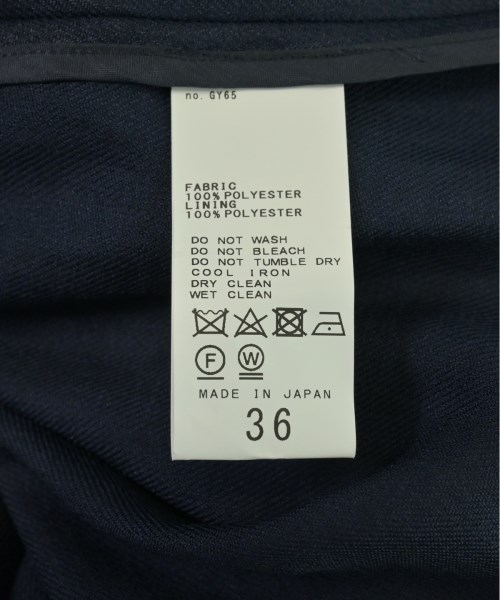 no. GY65
FABRIC
100% POLYESTER
LINING
100% POLYESTER
DO NOT WASH
DO NOT BLEACH
DO NOT TUMBLE DRY
COOL IRON
DRY CLEAN
WET CLEAN
F W
MADE IN JAPAN
36